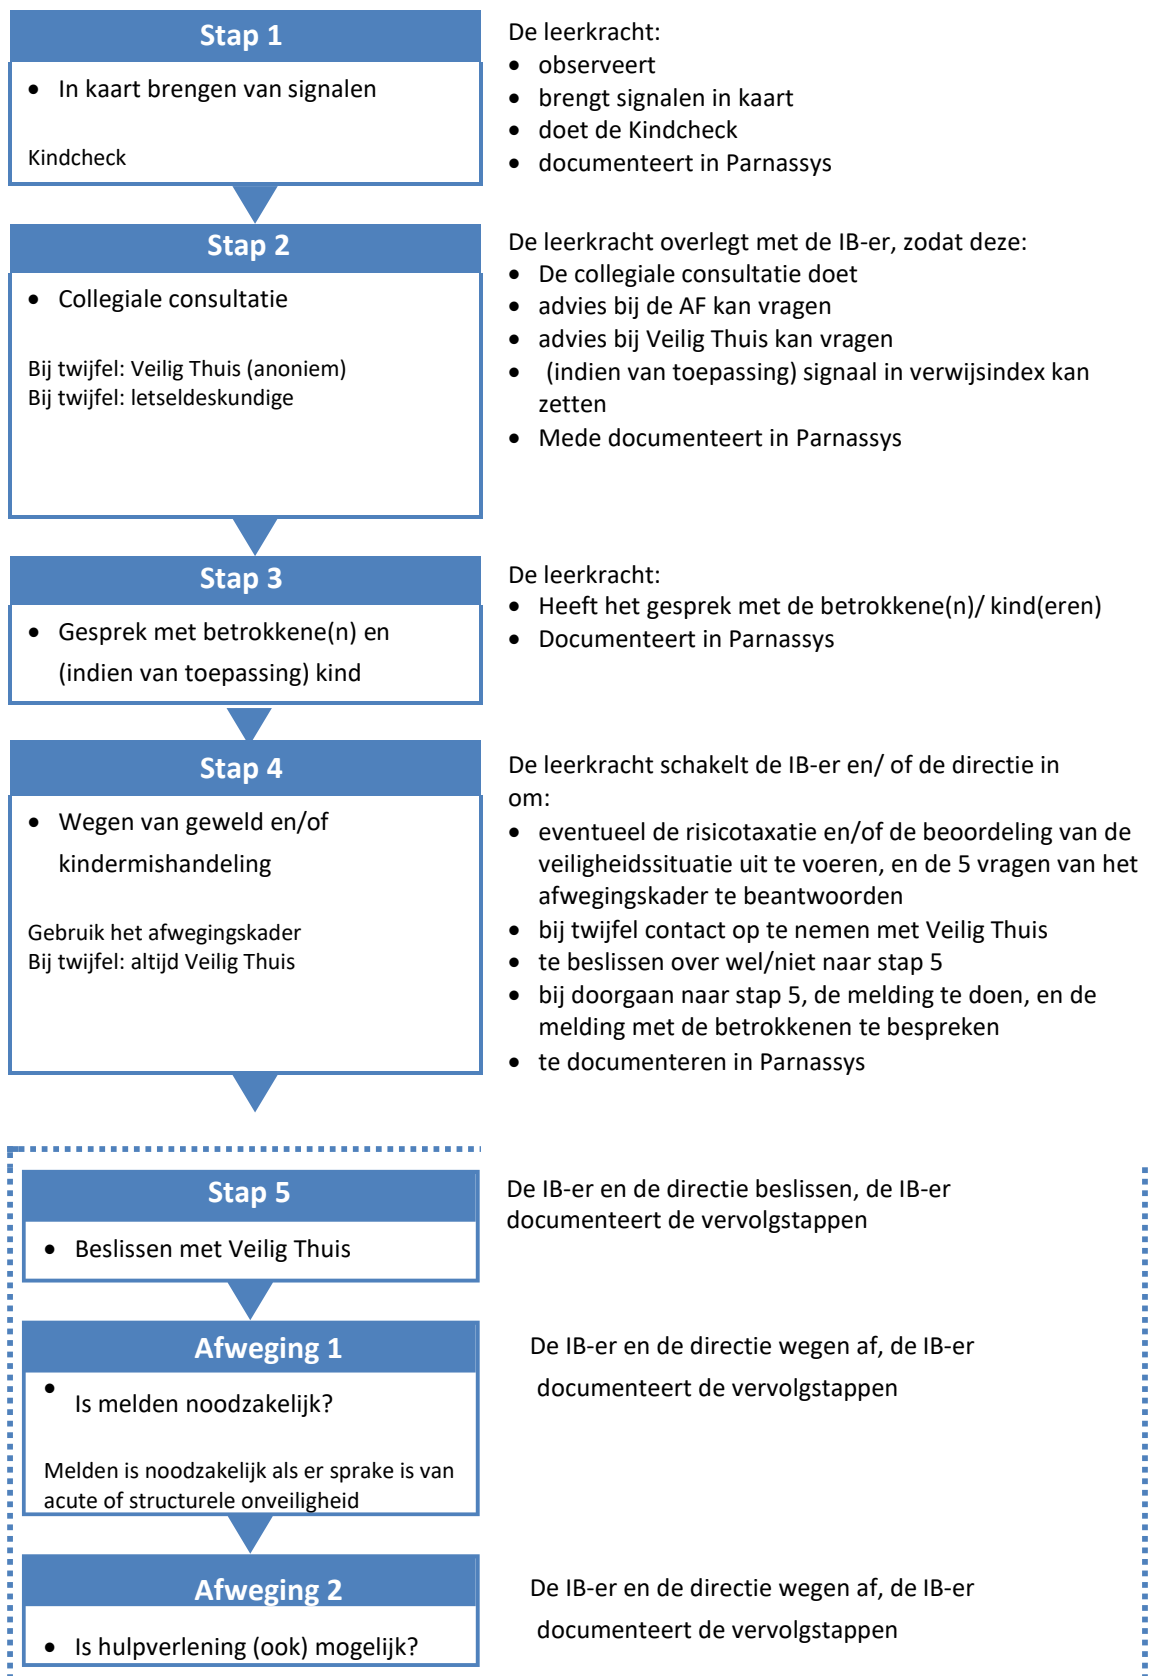 Stap 1
• In kaart brengen van signalen
Kindcheck
De leerkracht:
• observeert
• brengt signalen in kaart
• doet de Kindcheck
• documenteert in Parnassys
Stap 2
• Collegiale consultatie
Bij twijfel: Veilig Thuis (anoniem)
Bij twijfel: letseldeskundige
De leerkracht overlegt met de IB-er, zodat deze:
• De collegiale consultatie doet
• advies bij de AF kan vragen
• advies bij Veilig Thuis kan vragen
• (indien van toepassing) signaal in verwijsindex kan
zetten
• Mede documenteert in Parnassys
Stap 3
• Gesprek met betrokkene(n) en
(indien van toepassing) kind
De leerkracht:
• Heeft het gesprek met de betrokkene(n)/ kind(eren)
• Documenteert in Parnassys
Stap 4
• Wegen van geweld en/of
kindermishandeling
Gebruik het afwegingskader
Bij twijfel: altijd Veilig Thuis
De leerkracht schakelt de IB-er en/ of de directie in
om:
• eventueel de risicotaxatie en/of de beoordeling van de
veiligheidssituatie uit te voeren, en de 5 vragen van het
afwegingskader te beantwoorden
• bij twijfel contact op te nemen met Veilig Thuis
• te beslissen over wel/niet naar stap 5
• bij doorgaan naar stap 5, de melding te doen, en de
melding met de betrokkenen te bespreken
• te documenteren in Parnassys
Stap 5
• Beslissen met Veilig Thuis
De IB-er en de directie beslissen, de IB-er
documenteert de vervolgstappen
Afweging 1
• Is melden noodzakelijk?
Melden is noodzakelijk als er sprake is van
acute of structurele onveiligheid
De IB-er en de directie wegen af, de IB-er
documenteert de vervolgstappen
Afweging 2
• Is hulpverlening (ook) mogelijk?
De IB-er en de directie wegen af, de IB-er
documenteert de vervolgstappen